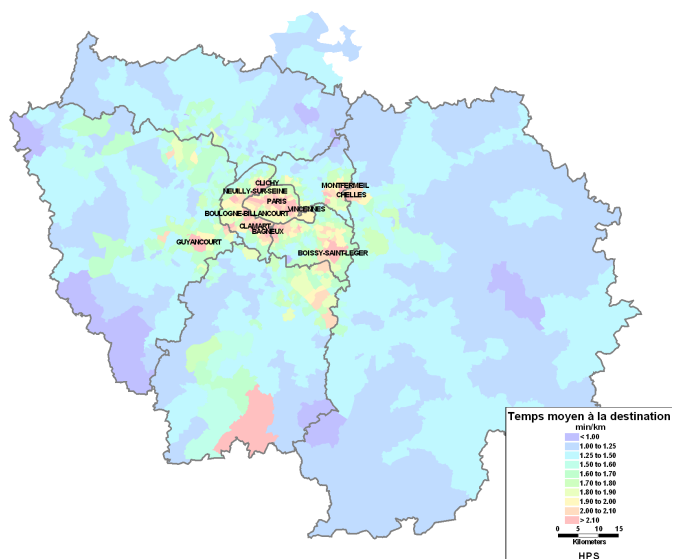 CLICHY
NEUILLY-SUR-SEINE
PARIS
MONTFERMEIL
CHELLES
VINCENNES
BOULOGNE-BILLANCOURT
CLAMART
BAGNEUX
GUYANCOURT
BOISSY-SAINT-LEGER
Temps moyen à la destination
min/km
< 1.00
1.00 to 1.25
1.25 to 1.50
1.50 to 1.60
1.60 to 1.70
1.70 to 1.80
1.80 to 1.90
1.90 to 2.00
2.00 to 2.10
> 2.10
0 5 10 15
Kilometers
HPS